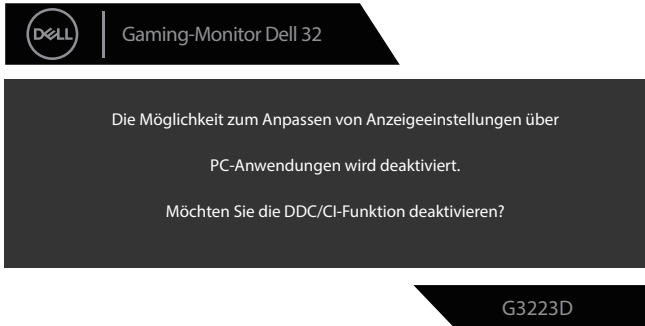 DELL
Gaming-Monitor Dell 32
Die Möglichkeit zum Anpassen von Anzeigeeinstellungen über
PC-Anwendungen wird deaktiviert.
Möchten Sie die DDC/CI-Funktion deaktivieren?
G3223D